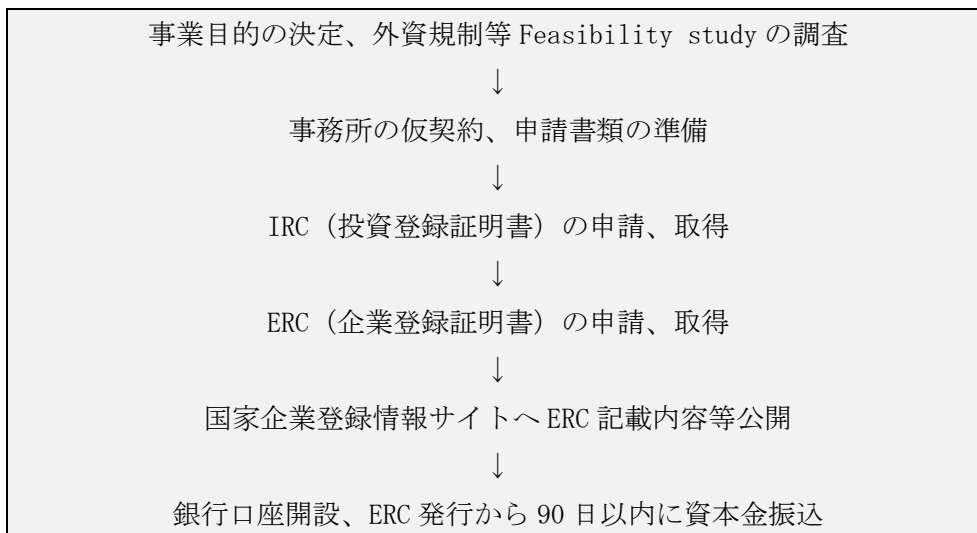 事業目的の決定、外資規制等 Feasibility study の調査
↓
事務所の仮契約、申請書類の準備
↓
IRC（投資登録証明書）の申請、取得
↓
ERC（企業登録証明書）の申請、取得
↓
国家企業登録情報サイトへ ERC 記載内容等公開
↓
銀行口座開設、ERC 発行から 90 日以内に資本金振込